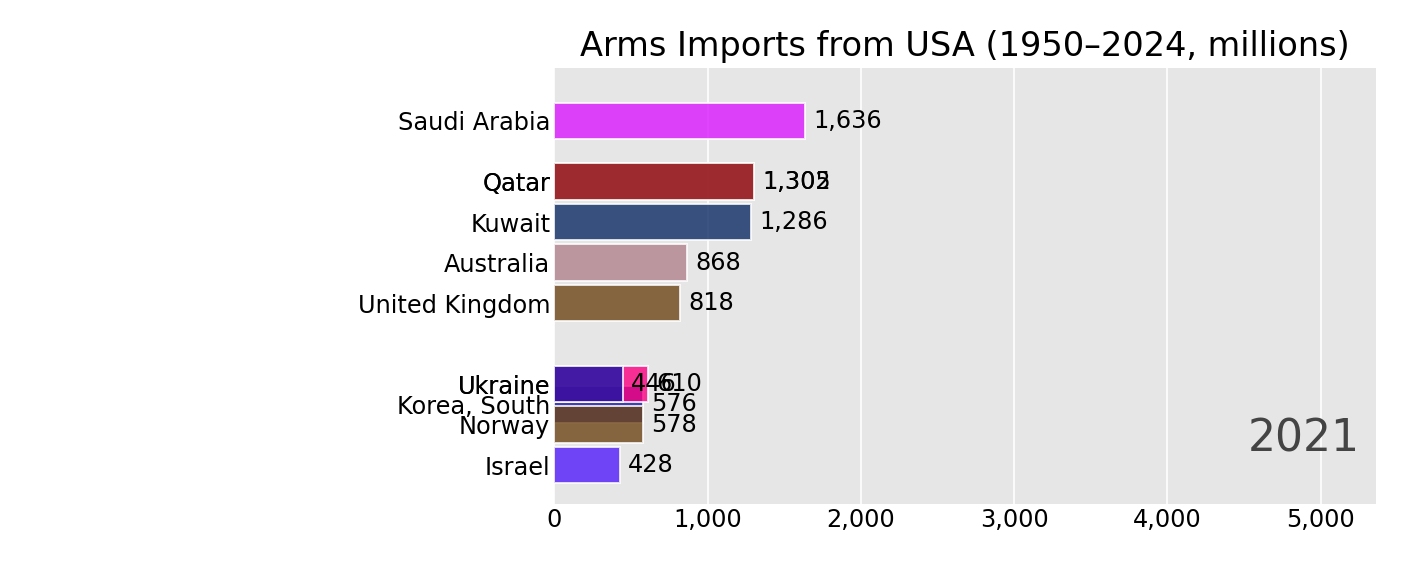 Arms Imports from USA (1950–2024, millions)
Saudi Arabia 1,636
Qatar
Kuwait 1,286
Australia 868
United Kingdom 818
Ukraine 446 610
Korea, South 576
Norway 578
Israel 428
2021
0 1,000 2,000 3,000 4,000 5,000